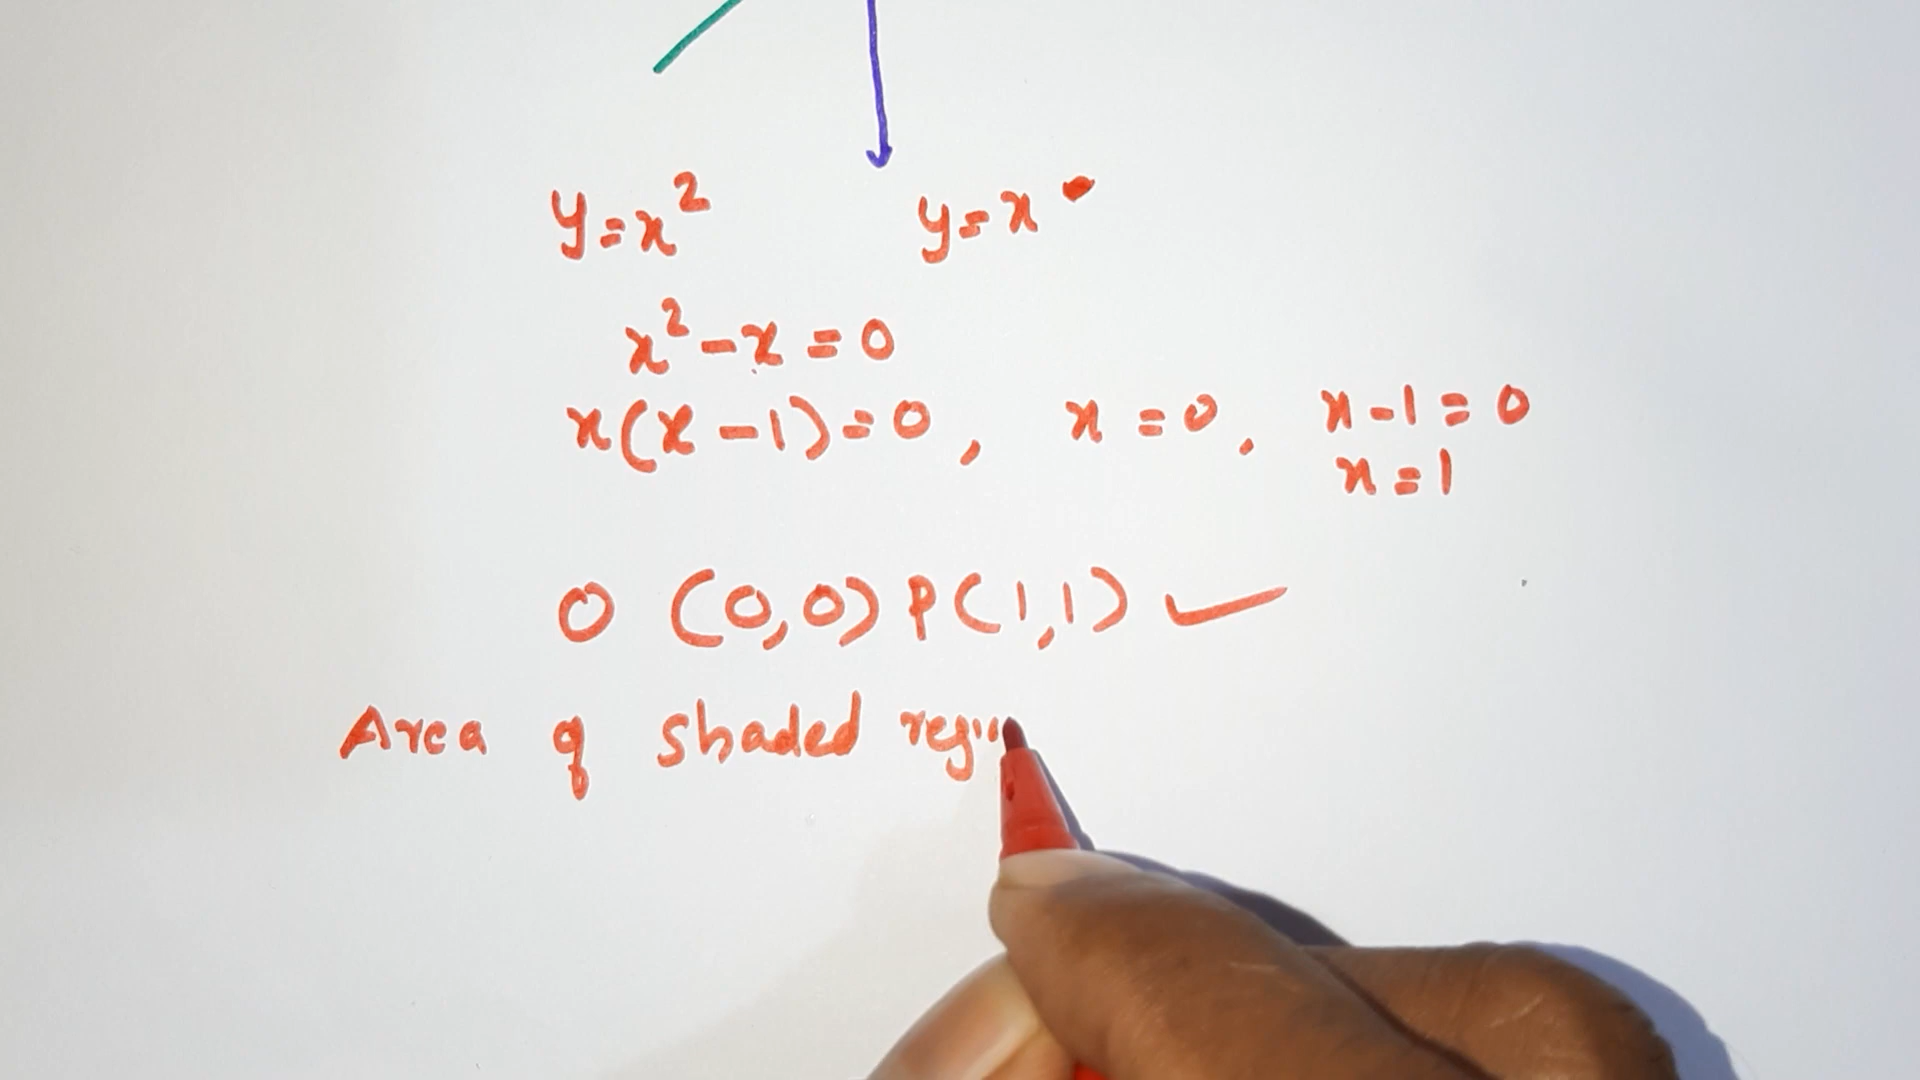 y=x² y=x
x²-x=0
x(x-1)=0, x=0, x-1=0
x=1
O (0,0) P(1,1) ✓
Area of shaded